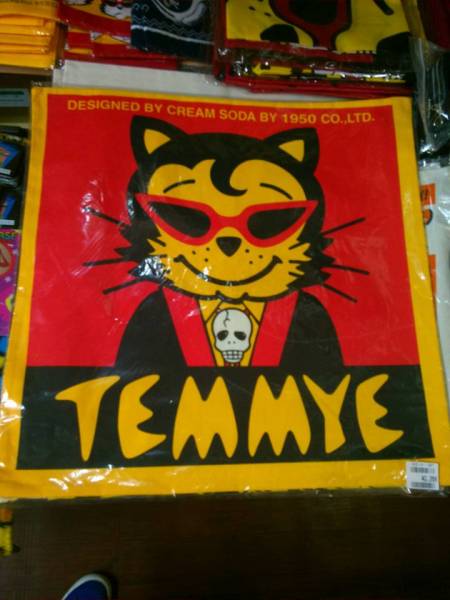 DESIGNED BY CREAM SODA BY 1950 CO.,LTD.
TEMMYE